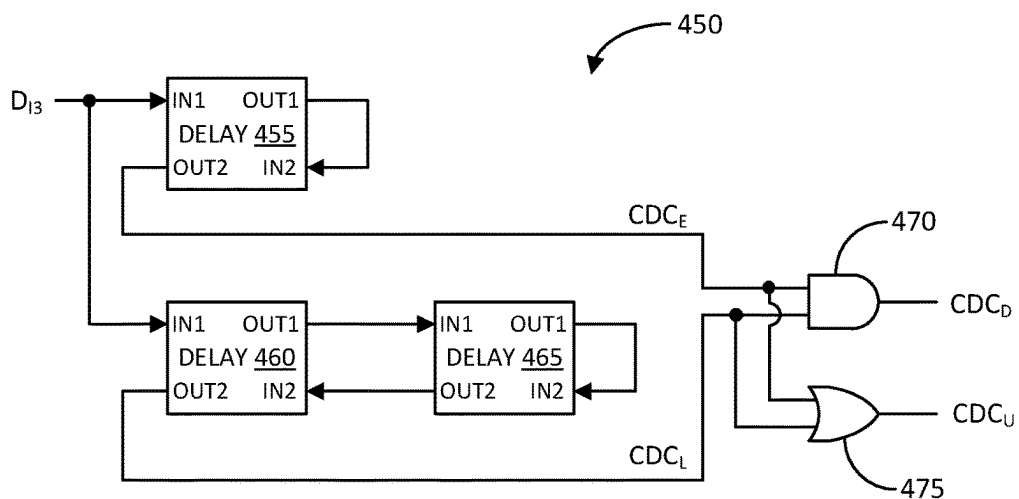 450
DI3
IN1 OUT1
DELAY 455
OUT2 IN2
CDCE
470
CDCD
IN1 OUT1
DELAY 460
OUT2 IN2
IN1 OUT1
DELAY 465
OUT2 IN2
CDCU
CDCL
475